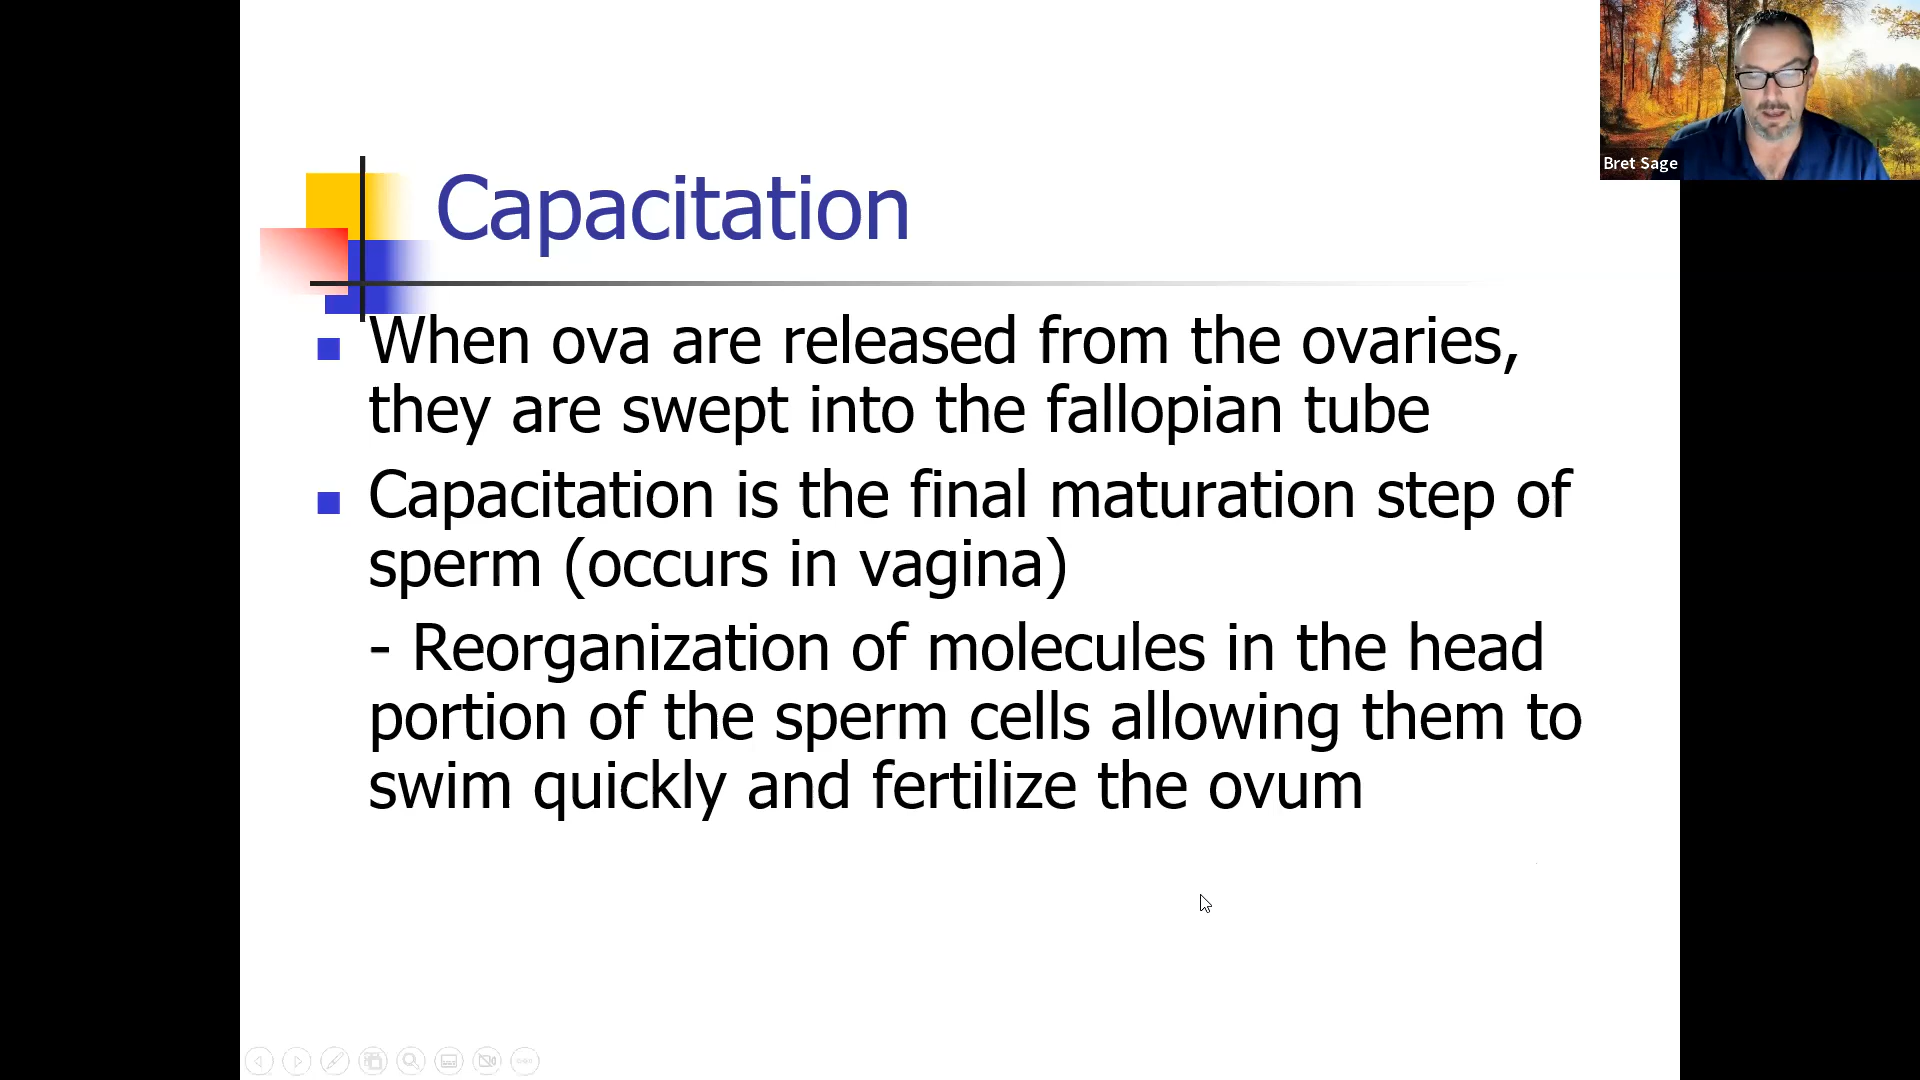 Bret Sage
Capacitation
When ova are released from the ovaries,
they are swept into the fallopian tube
Capacitation is the final maturation step of
sperm (occurs in vagina)
- Reorganization of molecules in the head
portion of the sperm cells allowing them to
swim quickly and fertilize the ovum